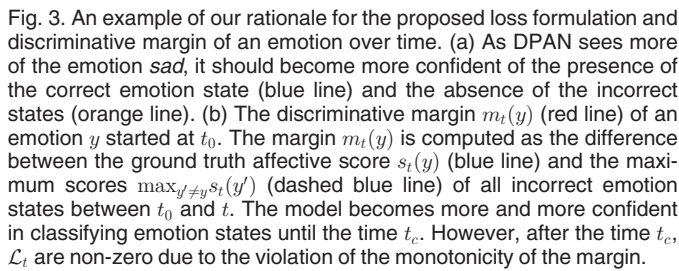 Fig. 3. An example of our rationale for the proposed loss formulation and
discriminative margin of an emotion over time. (a) As DPAN sees more
of the emotion sad, it should become more confident of the presence of
the correct emotion state (blue line) and the absence of the incorrect
states (orange line). (b) The discriminative margin m_t(y) (red line) of an
emotion y started at t_0. The margin m_t(y) is computed as the difference
between the ground truth affective score s_t(y) (blue line) and the maxi-
mum scores max_{y′≠y}s_t(y′) (dashed blue line) of all incorrect emotion
states between t_0 and t. The model becomes more and more confident
in classifying emotion states until the time t_c. However, after the time t_c,
ℒ_t are non-zero due to the violation of the monotonicity of the margin.